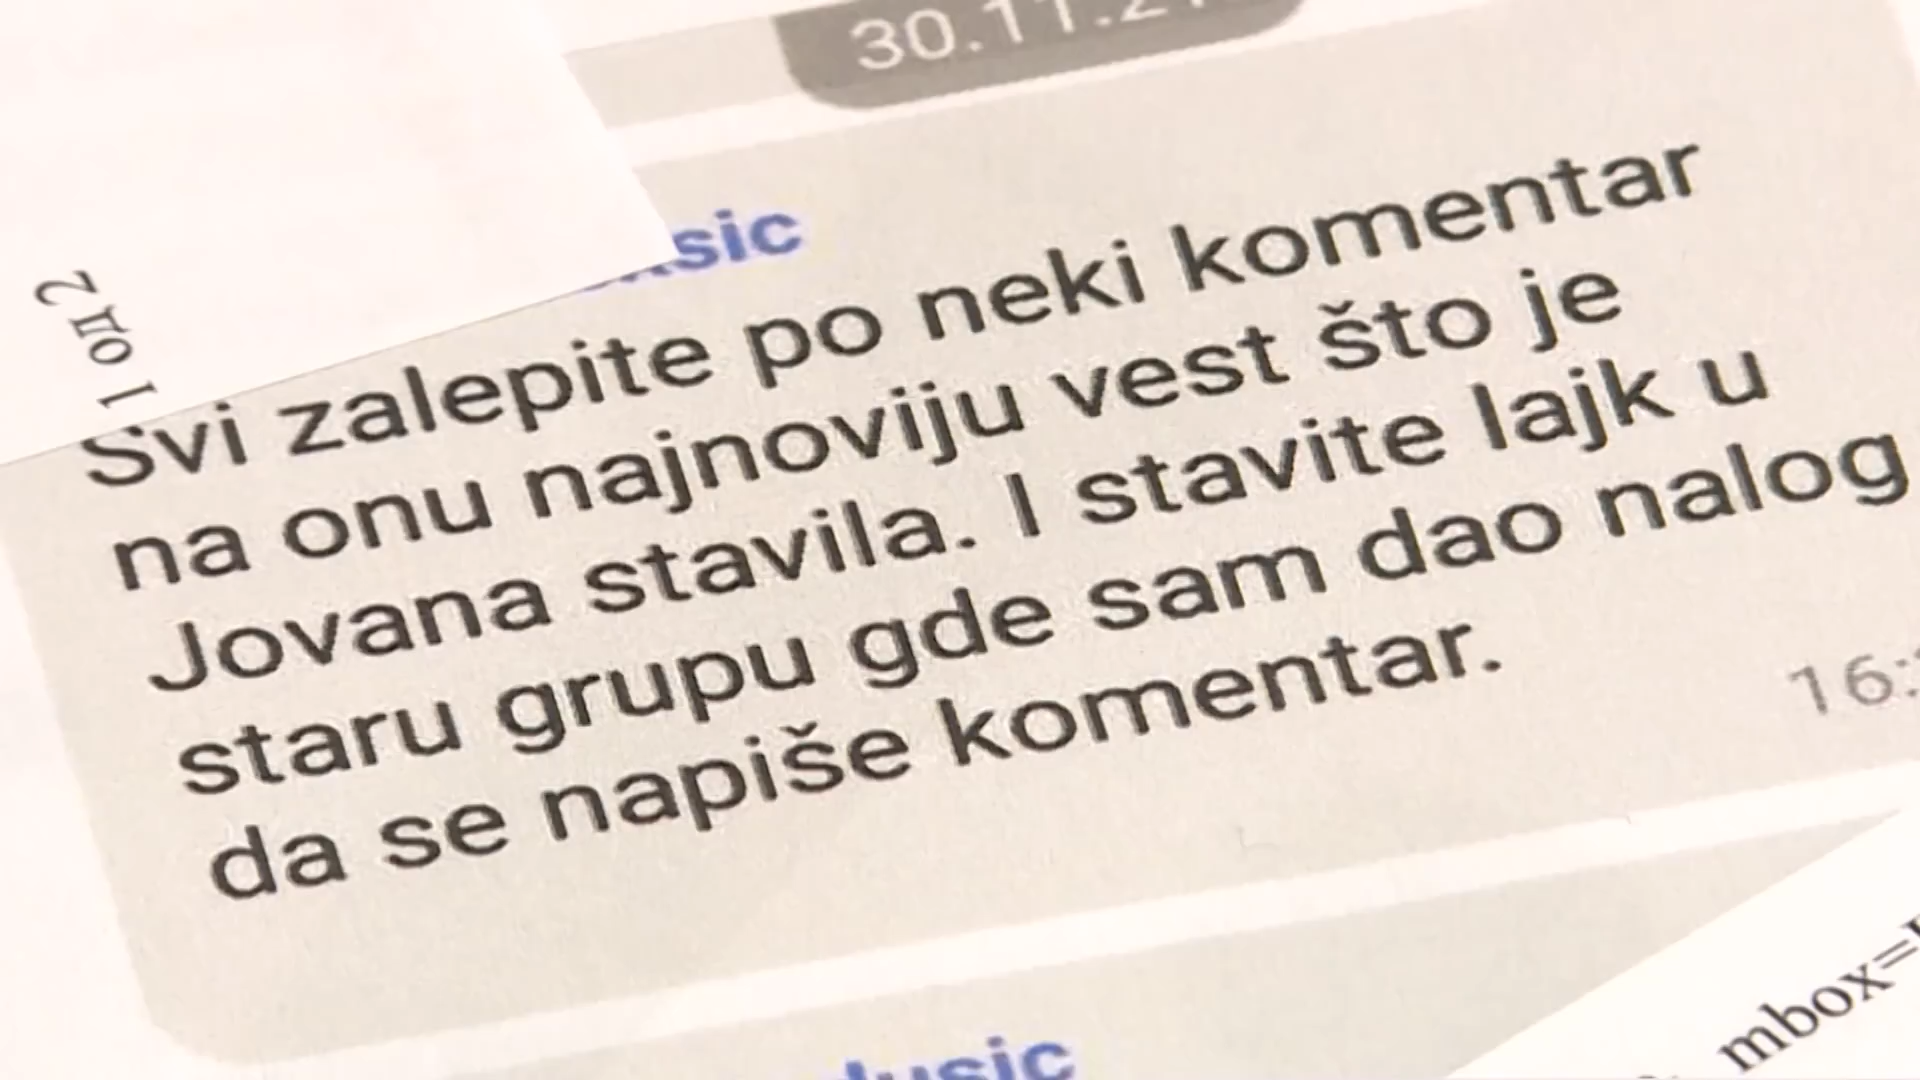 30.11.2
sic
Svi zalepite po neki komentar
na onu najnoviju vest što je
Jovana stavila. I stavite lajk u
staru grupu gde sam dao nalog
da se napiše komentar.
16:
dusic
mbox=
1 од 2